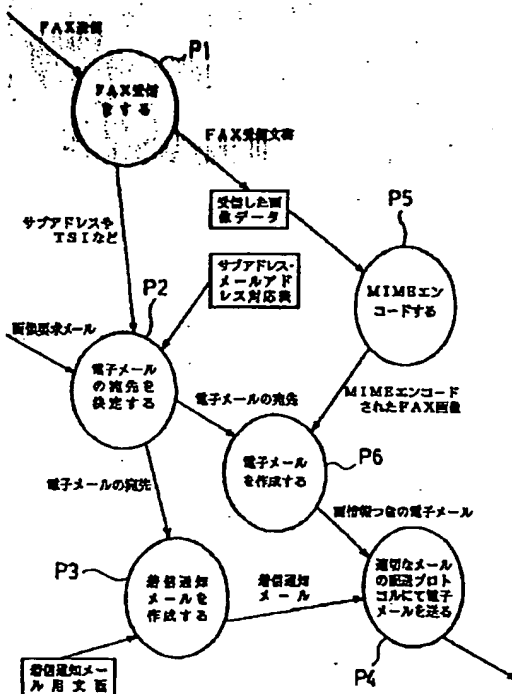 FAX受信
P1
FAX受信
をする
FAX受信文書
受信した画
像データ
サブアドレスや
TSIなど
P5
サブアドレス・
メールアド
レス対応表
MIMEエン
コードする
P2
画像要求メール
電子メール
の宛先を
決定する
電子メールの宛先
MIMEエンコード
されたFAX画像
電子メール
を作成する
P6
電子メールの宛先
画情報つきの電子メール
P3
着信通知
メールを
作成する
着信通知
メール
適切なメール
の配送プロト
コルにて電子
メールを送る
着信通知メー
ル用文面
P4